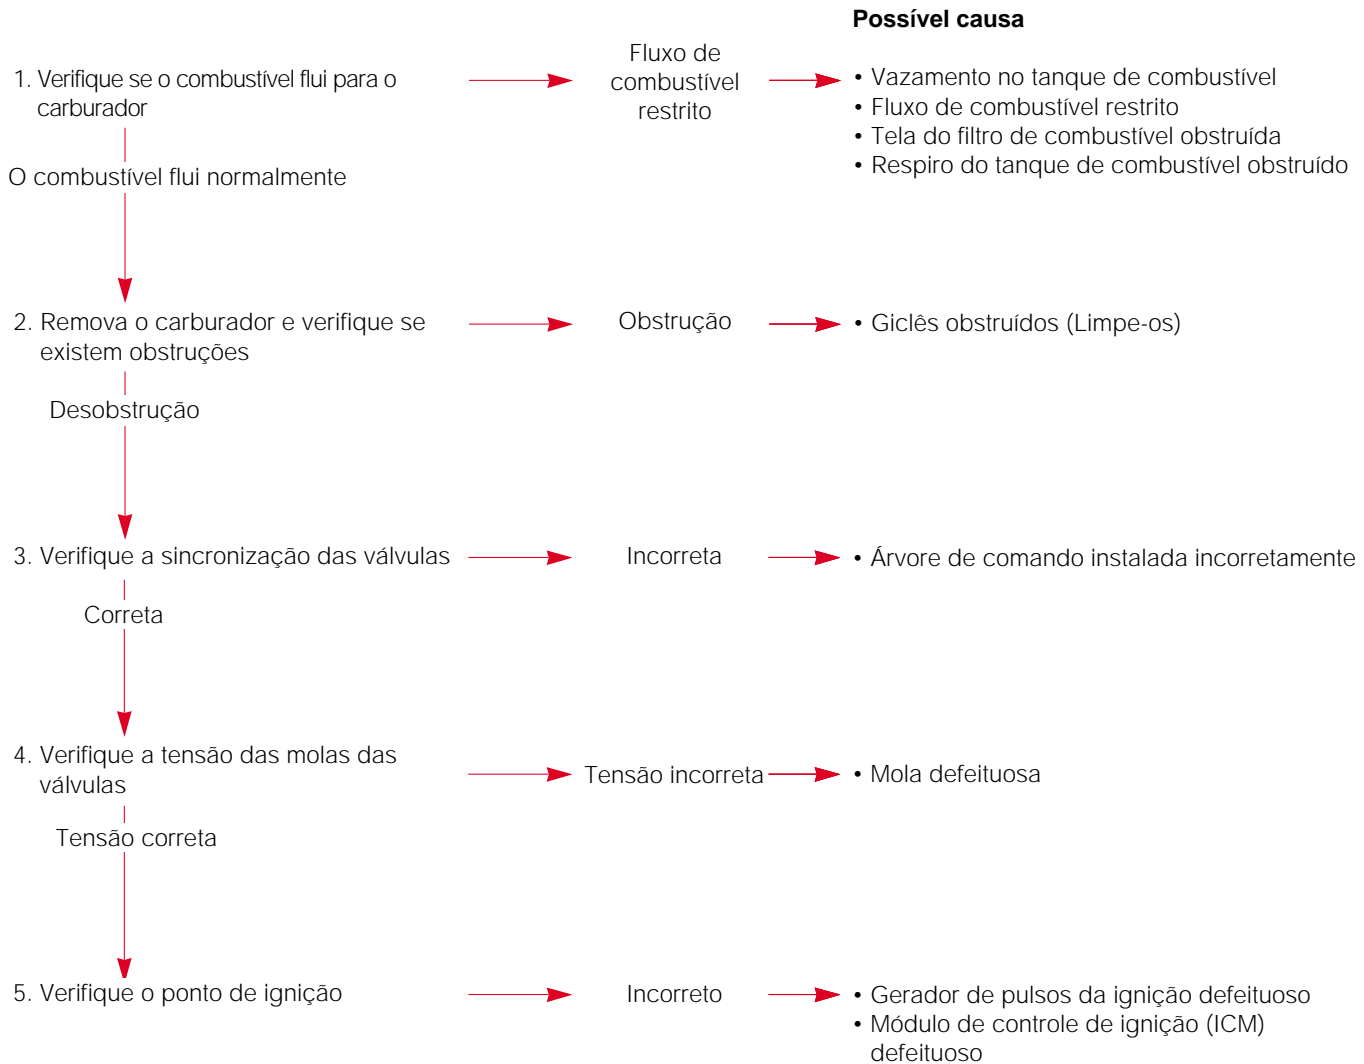 Possível causa
1. Verifique se o combustível flui para o
carburador
Fluxo de
combustível
restrito
• Vazamento no tanque de combustível
• Fluxo de combustível restrito
• Tela do filtro de combustível obstruída
• Respiro do tanque de combustível obstruído
O combustível flui normalmente
2. Remova o carburador e verifique se
existem obstruções
Obstrução
• Giclês obstruídos (Limpe-os)
Desobstrução
3. Verifique a sincronização das válvulas
Incorreta
• Árvore de comando instalada incorretamente
Correta
4. Verifique a tensão das molas das
válvulas
Tensão incorreta
• Mola defeituosa
Tensão correta
5. Verifique o ponto de ignição
Incorreto
• Gerador de pulsos da ignição defeituoso
• Módulo de controle de ignição (ICM)
defeituoso